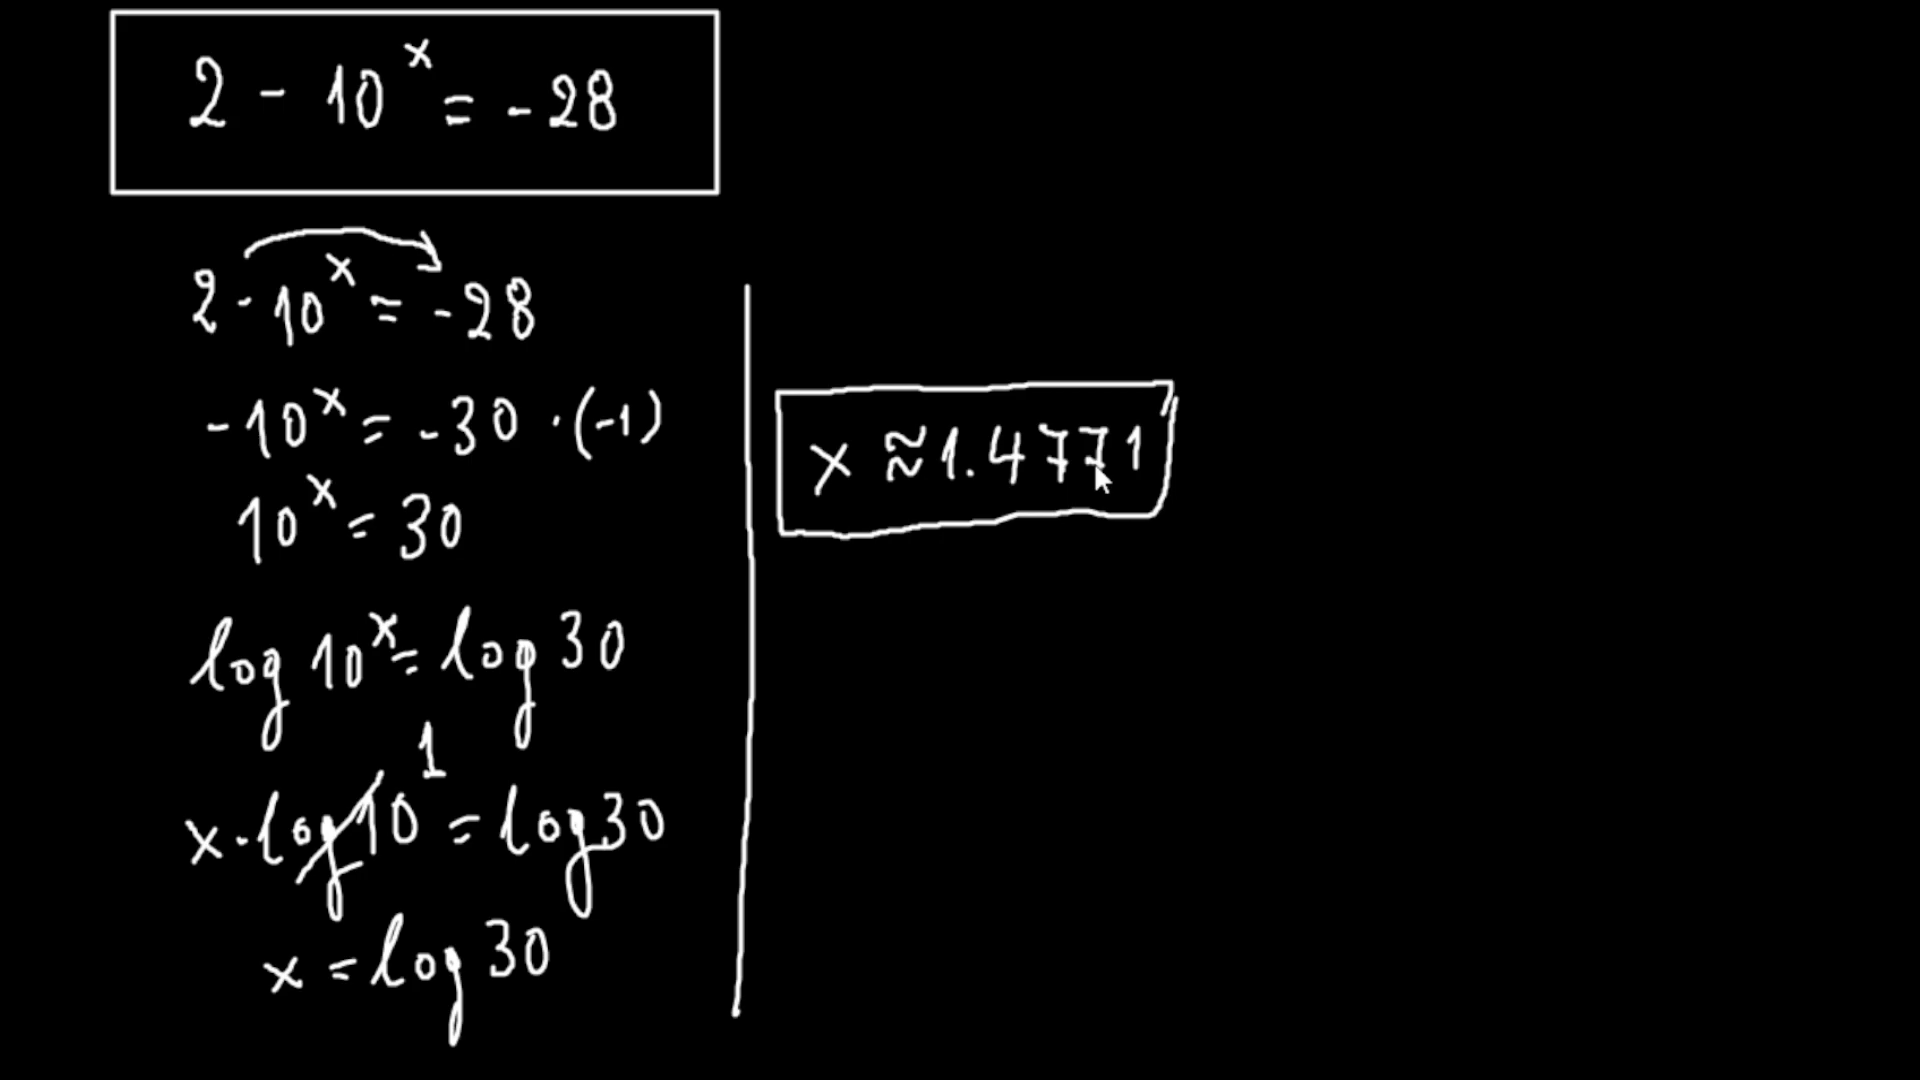 2 - 10^x = -28
2 - 10^x = -28
-10^x = -30 · (-1)
10^x = 30
log 10^x = log 30
1
x · log 10 = log 30
x = log 30
x ≈ 1.4771